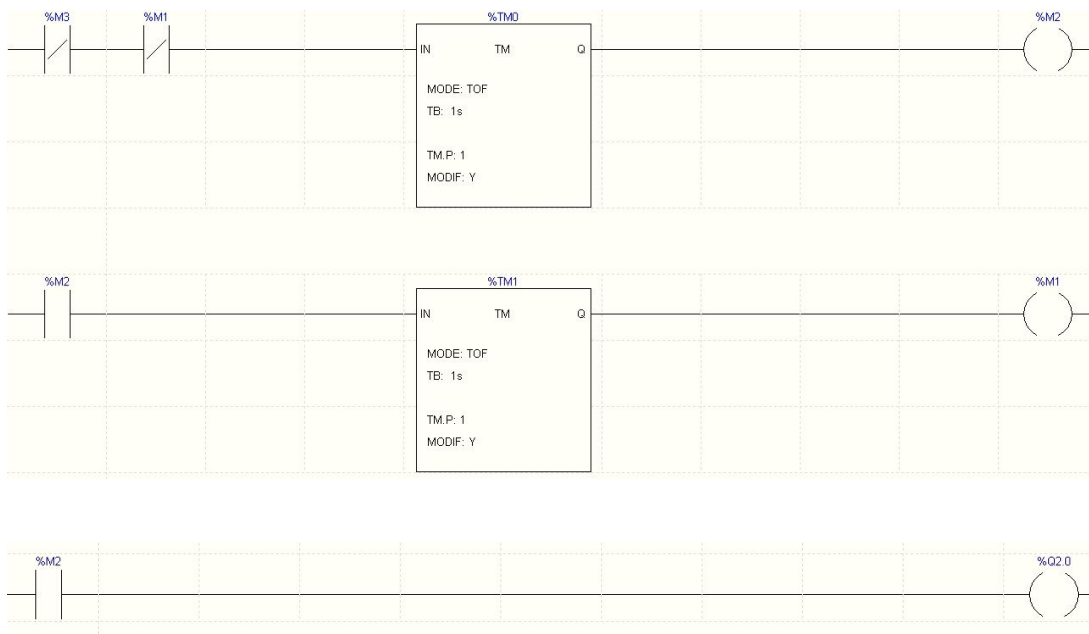 %M3 %M1 %TM0 %M2
IN TM Q
MODE: TOF
TB: 1s
TM.P: 1
MODIF: Y
%M2 %TM1 %M1
IN TM Q
MODE: TOF
TB: 1s
TM.P: 1
MODIF: Y
%M2 %Q2.0